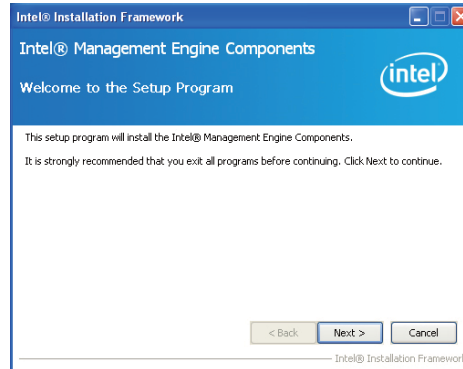 Intel® Installation Framework
Intel® Management Engine Components
Welcome to the Setup Program
intel
This setup program will install the Intel® Management Engine Components.
It is strongly recommended that you exit all programs before continuing. Click Next to continue.
< Back Next > Cancel
Intel® Installation Framework